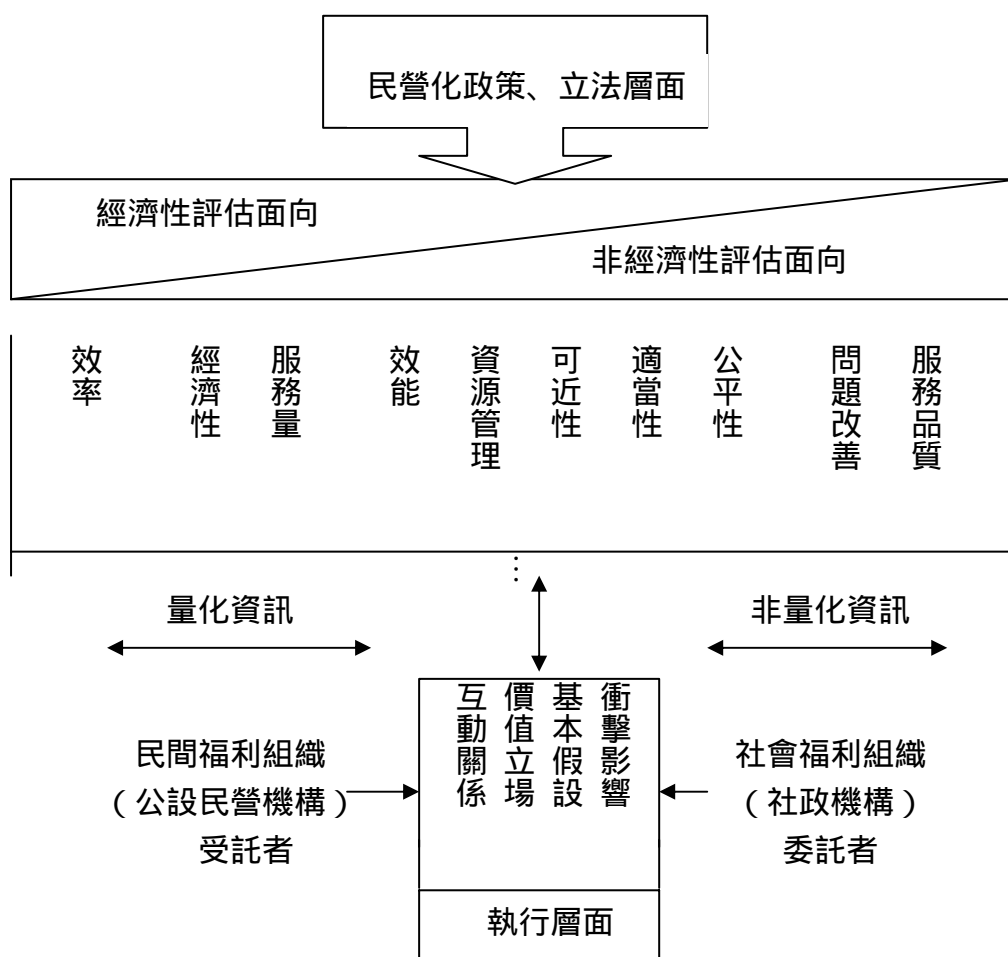 民營化政策、立法層面
經濟性評估面向
非經濟性評估面向
效率
經濟性
服務量
效能
資源管理
可近性
適當性
公平性
問題改善
服務品質
⋮
量化資訊
非量化資訊
互動關係
價值立場
基本假設
衝擊影響
民間福利組織
（公設民營機構）
受託者
社會福利組織
（社政機構）
委託者
執行層面